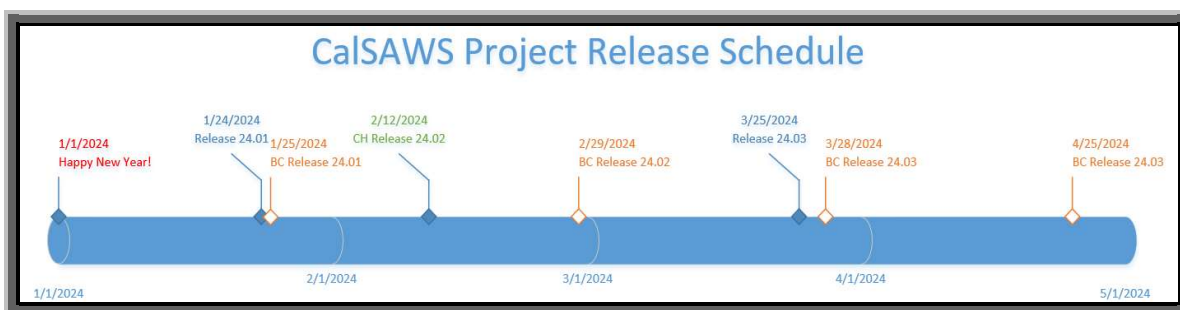 CalSAWS Project Release Schedule
1/1/2024
Happy New Year!
1/24/2024
Release 24.01
1/25/2024
BC Release 24.01
2/12/2024
CH Release 24.02
2/29/2024
BC Release 24.02
3/25/2024
Release 24.03
3/28/2024
BC Release 24.03
4/25/2024
BC Release 24.03
1/1/2024
2/1/2024
3/1/2024
4/1/2024
5/1/2024